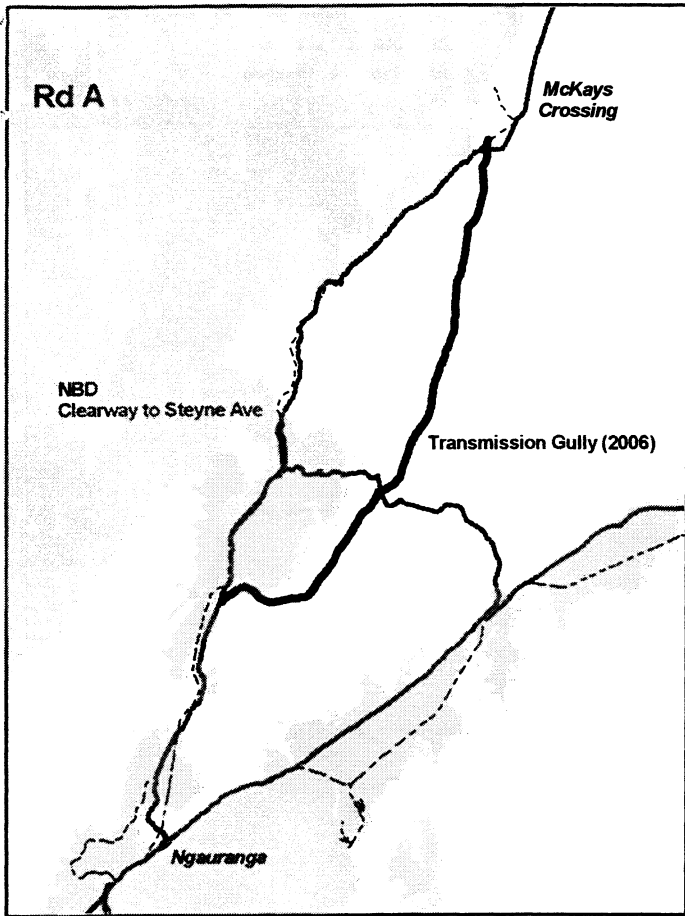 Rd A
McKays
Crossing
NBD
Clearway to Steyne Ave
Transmission Gully (2006)
Ngauranga